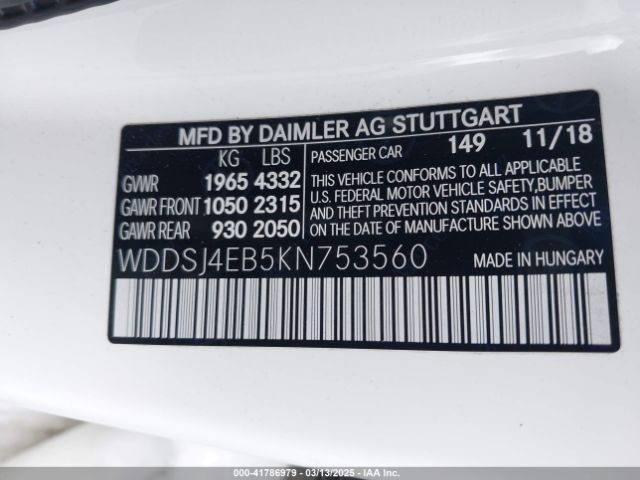 MFD BY DAIMLER AG STUTTGART
KG LBS PASSENGER CAR 149 11/18
GVWR 1965 4332 THIS VEHICLE CONFORMS TO ALL APPLICABLE
U.S. FEDERAL MOTOR VEHICLE SAFETY,BUMPER
GAWR FRONT 1050 2315 AND THEFT PREVENTION STANDARDS IN EFFECT
GAWR REAR 930 2050 ON THE DATE OF MANUFACTURE SHOWN ABOVE.
WDDSJ4EB5KN753560 MADE IN HUNGARY
000-41786979 | 03/13/2025 - IAA, Inc.